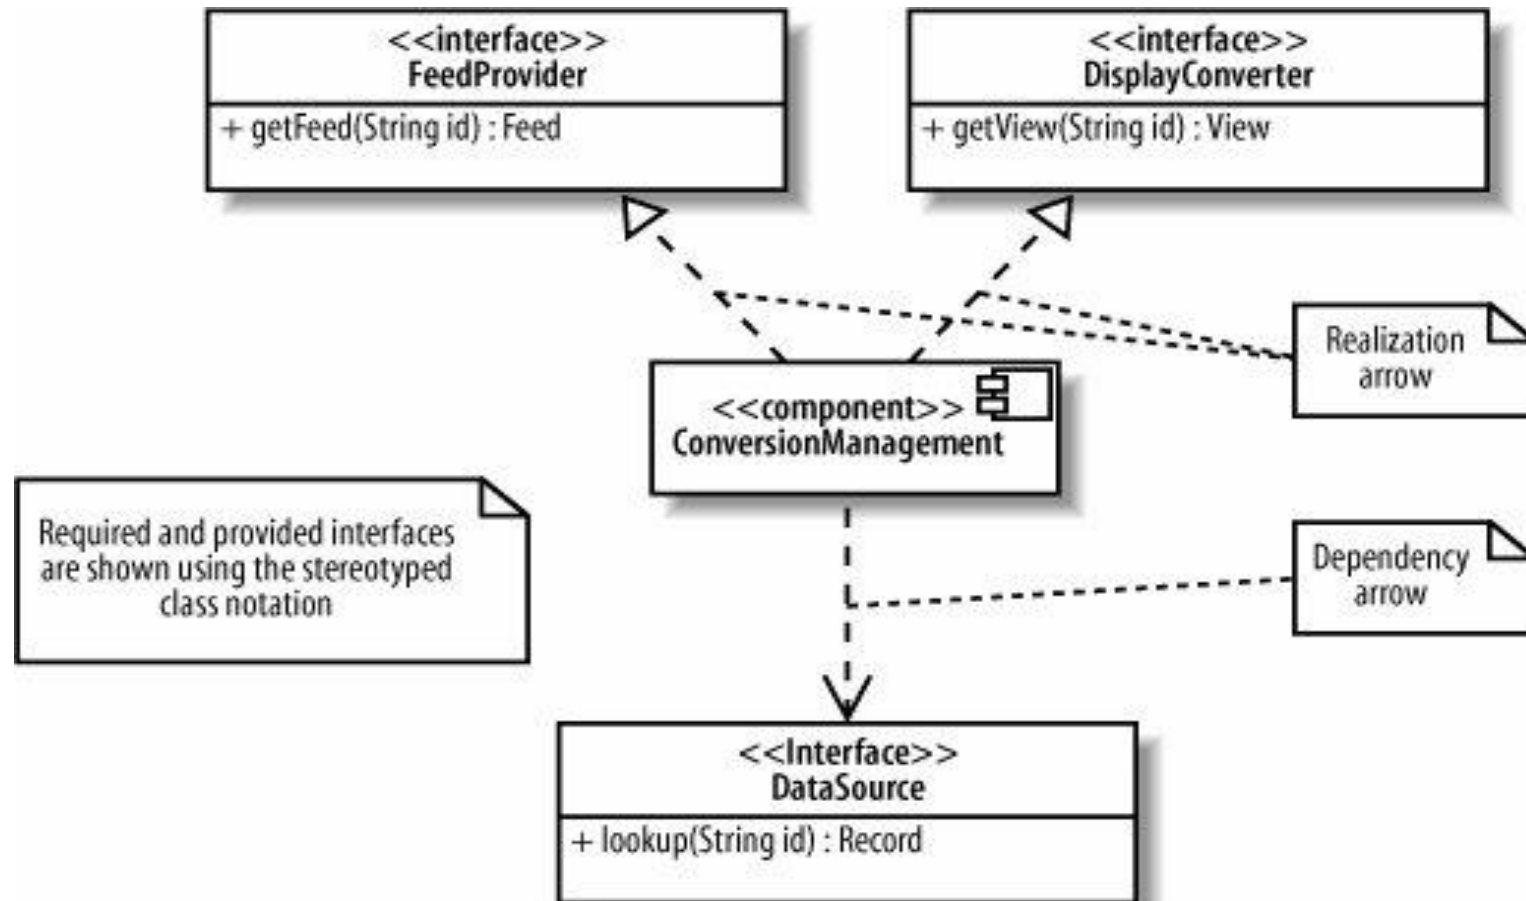 <<interface>>
FeedProvider
+ getFeed(String id) : Feed
<<interface>>
DisplayConverter
+ getView(String id) : View
Realization
arrow
<<component>>
ConversionManagement
Required and provided interfaces
are shown using the stereotyped
class notation
Dependency
arrow
<<Interface>>
DataSource
+ lookup(String id) : Record